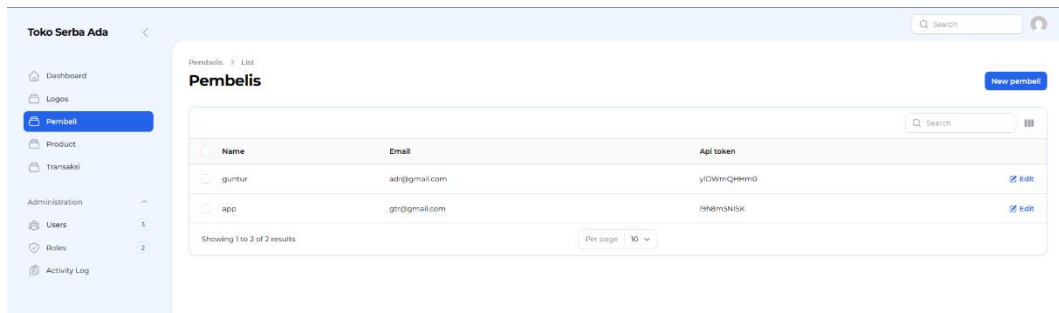 Toko Serba Ada
Search
Dashboard
Logos
Pembeli
Product
Transaksi
Administration
Users 3
Roles 2
Activity Log
Pembelis > List
Pembelis
New pembeli
Search
Name Email Api token
guntur adr@gmail.com ylOWmQHHm0 Edit
app gtr@gmail.com Edit
Showing 1 to 2 of 2 results
Per page 10